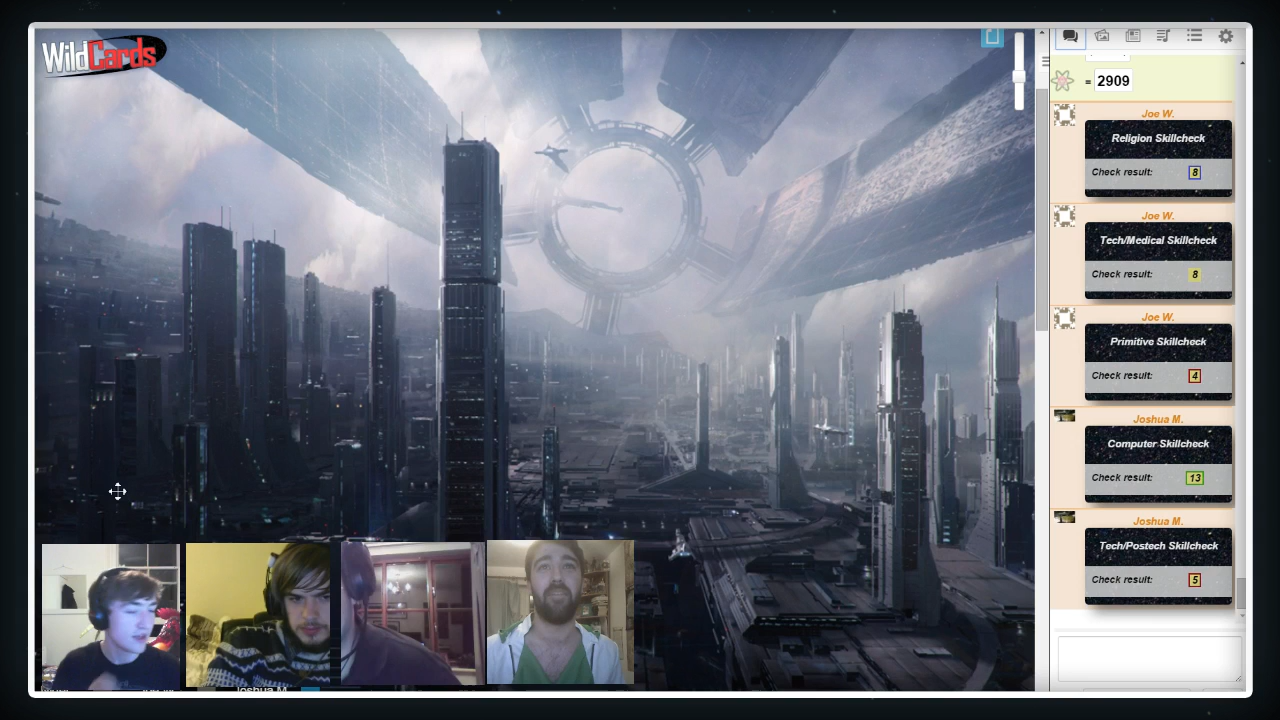 WildCards
= 2909
Joe W.
Religion Skillcheck
Check result: 8
Joe W.
Tech/Medical Skillcheck
Check result: 8
Joe W.
Primitive Skillcheck
Check result: 4
Joshua M.
Computer Skillcheck
Check result: 13
Joshua M.
Tech/Postech Skillcheck
Check result: 5
Joshua M.